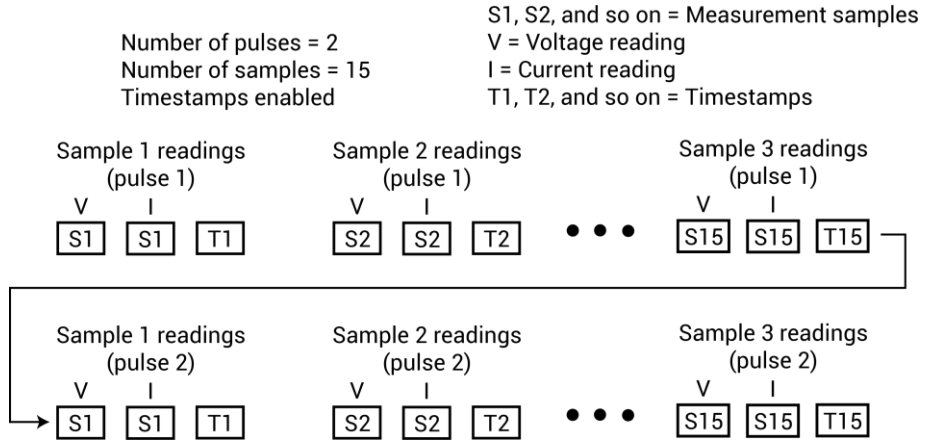 Number of pulses = 2
Number of samples = 15
Timestamps enabled
S1, S2, and so on = Measurement samples
V = Voltage reading
I = Current reading
T1, T2, and so on = Timestamps
Sample 1 readings
(pulse 1)
V I
S1 S1 T1
Sample 2 readings
(pulse 1)
V I
S2 S2 T2
Sample 3 readings
(pulse 1)
V I
S15 S15 T15
Sample 1 readings
(pulse 2)
V I
S1 S1 T1
Sample 2 readings
(pulse 2)
V I
S2 S2 T2
Sample 3 readings
(pulse 2)
V I
S15 S15 T15